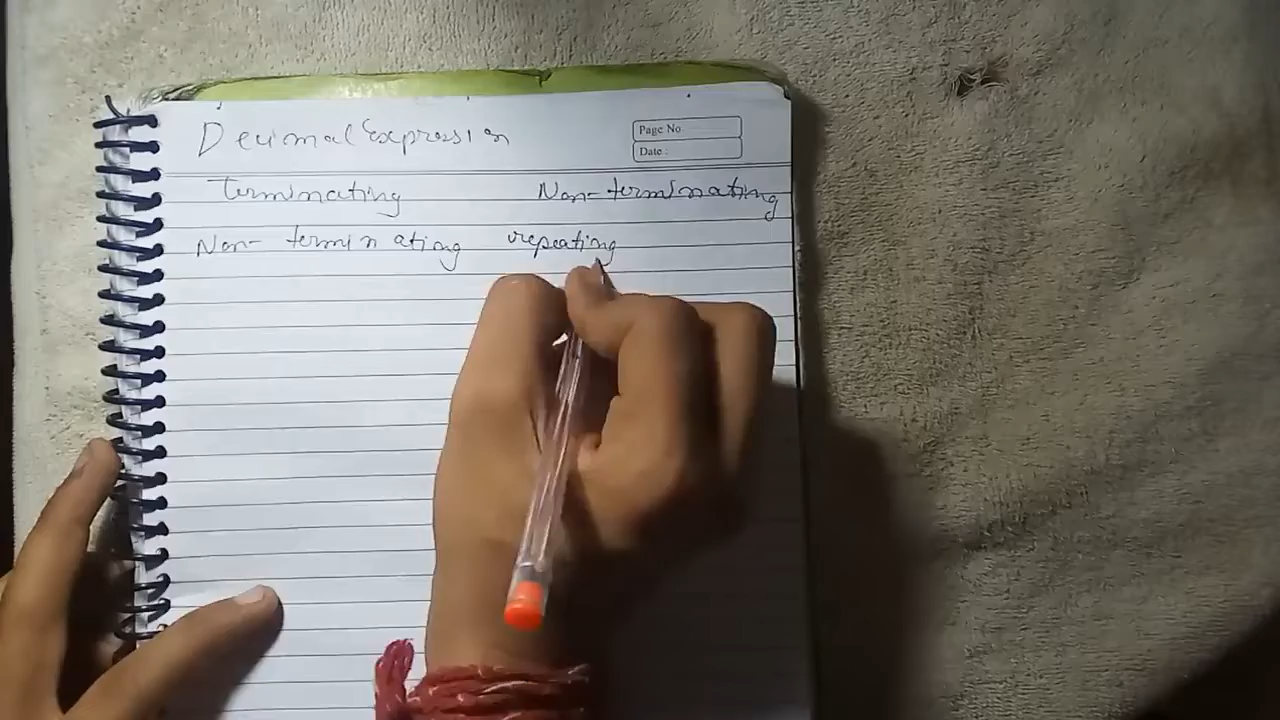 Decimal Expression
Page No.
Date :
Terminating Non-terminating
Non-terminating repeating